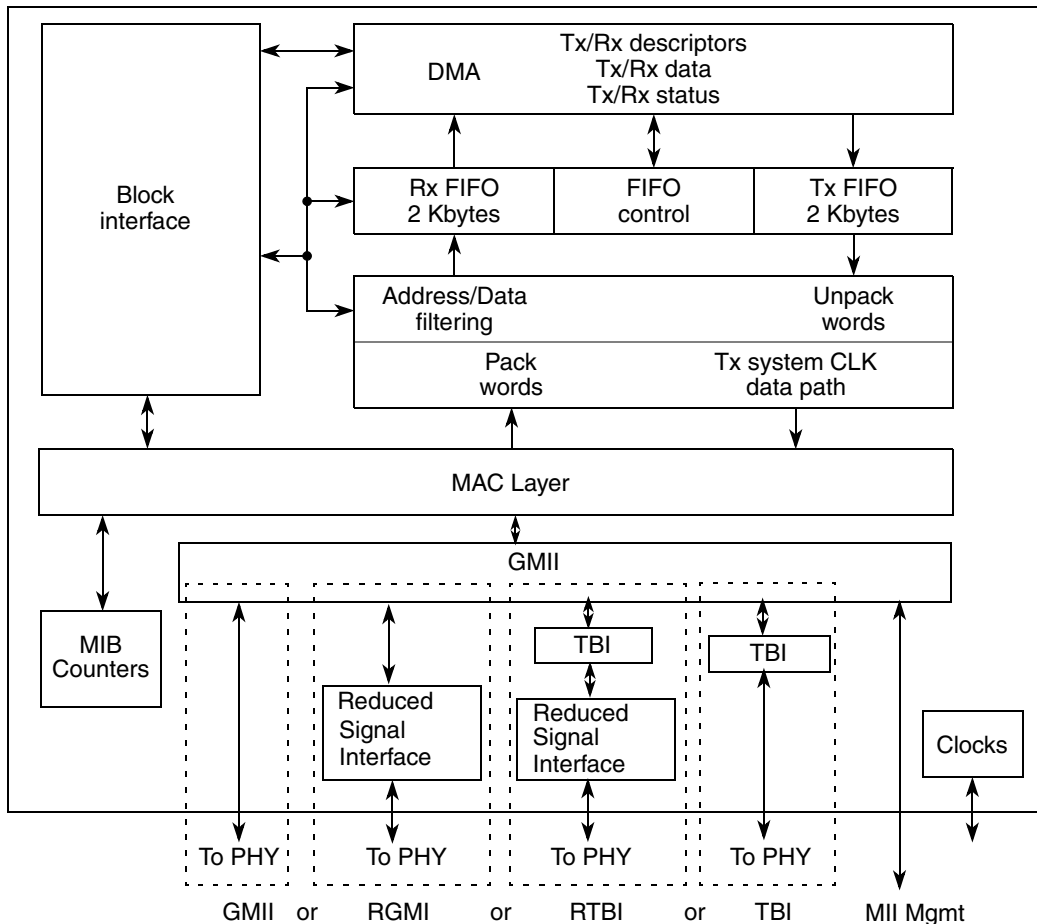 Tx/Rx descriptors
DMA
Tx/Rx data
Tx/Rx status
Block
interface
Rx FIFO
2 Kbytes
FIFO
control
Tx FIFO
2 Kbytes
Address/Data
filtering
Unpack
words
Pack
words
Tx system CLK
data path
MAC Layer
GMII
MIB
Counters
TBI
TBI
Reduced
Signal
Interface
Reduced
Signal
Interface
Clocks
To PHY
To PHY
To PHY
To PHY
GMII or RGMI or RTBI or TBI MII Mgmt